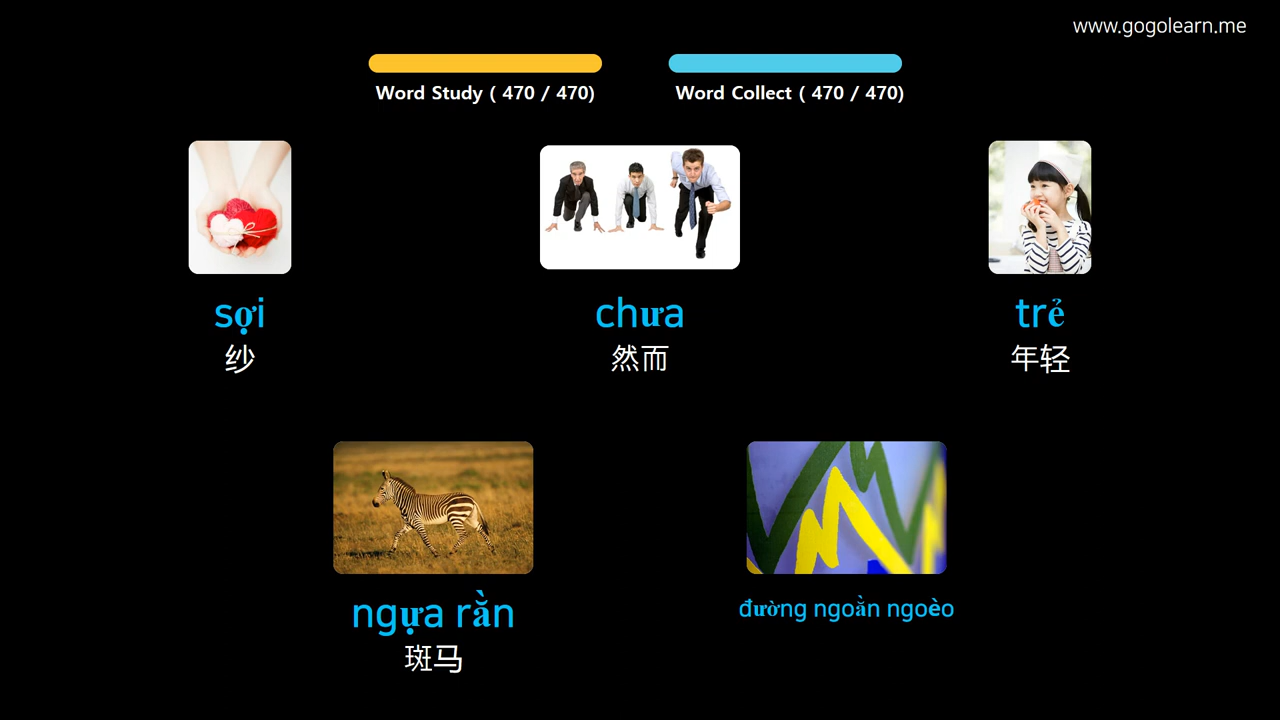 www.gogolearn.me
Word Study ( 470 / 470)
Word Collect ( 470 / 470)
sợi
纱
chưa
然而
trẻ
年轻
ngựa rằn
斑马
đường ngoằn ngoèo